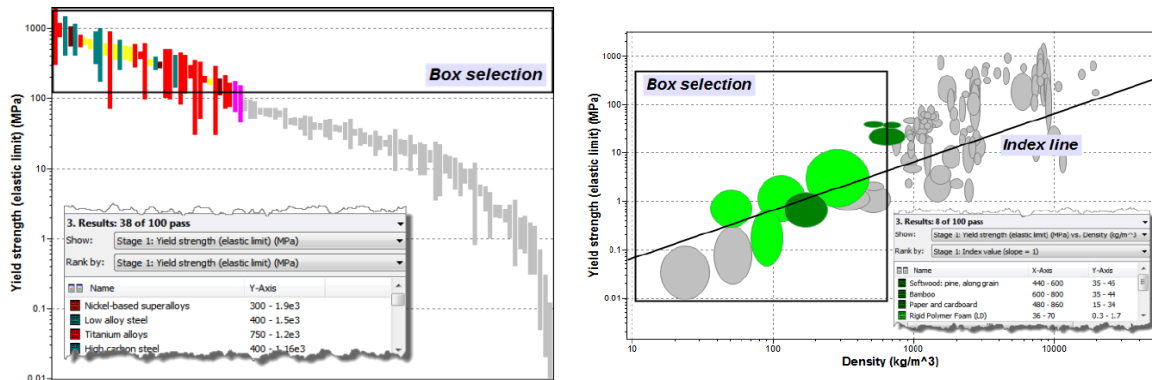 Yield strength (elastic limit) (MPa)
1000
100
10
1
0.1
0.01
Box selection
3. Results: 38 of 100 pass
Show: Stage 1: Yield strength (elastic limit) (MPa)
Rank by: Stage 1: Yield strength (elastic limit) (MPa)
Name Y-Axis
Nickel-based superalloys 300 - 1.9e3
Low alloy steel 400 - 1.5e3
Titanium alloys 750 - 1.2e3
High carbon steel 400 - 1.16e3
Yield strength (elastic limit) (MPa)
1000
100
10
1
0.1
0.01
Box selection
Index line
3. Results: 8 of 100 pass
Show: Stage 1: Yield strength (elastic limit) (MPa) vs. Density (kg/m^3
Rank by: Stage 1: Index value (slope = 1)
Name X-Axis Y-Axis
Softwood: pine, along grain 440 - 600 35 - 45
Bamboo 600 - 800 35 - 44
Paper and cardboard 480 - 860 15 - 34
Rigid Polymer Foam (LD) 36 - 70 0.3 - 1.7
10 100 1000 10000
Density (kg/m^3)